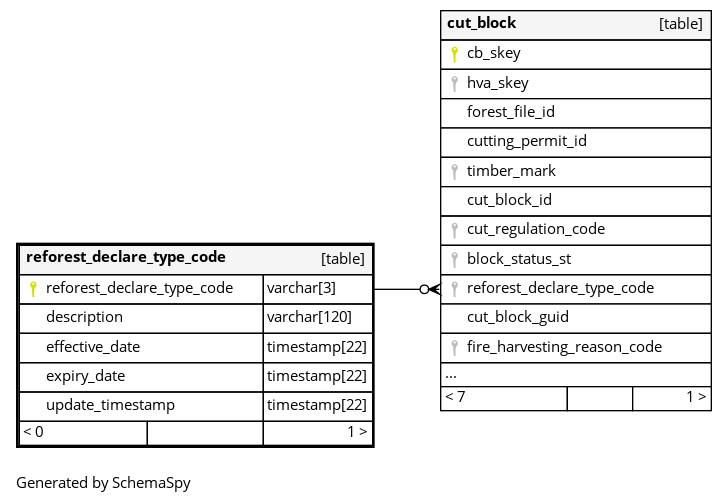 cut_block [table]
cb_skey
hva_skey
forest_file_id
cutting_permit_id
timber_mark
cut_block_id
cut_regulation_code
block_status_st
reforest_declare_type_code
cut_block_guid
fire_harvesting_reason_code
...
< 7 1 >
reforest_declare_type_code [table]
reforest_declare_type_code varchar[3]
description varchar[120]
effective_date timestamp[22]
expiry_date timestamp[22]
update_timestamp timestamp[22]
< 0 1 >
Generated by SchemaSpy